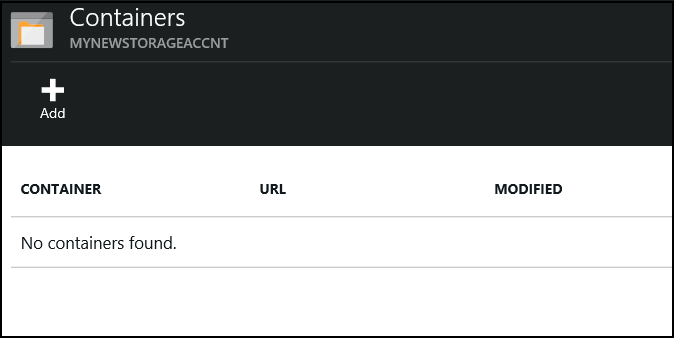 Containers
MYNEWSTORAGEACCNT
Add
CONTAINER URL MODIFIED
No containers found.